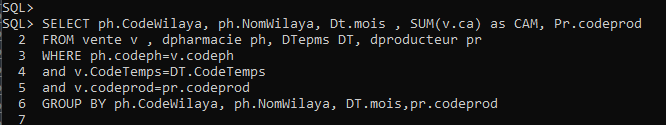 SQL>
SQL> SELECT ph.CodeWilaya, ph.NomWilaya, Dt.mois , SUM(v.ca) as CAM, Pr.codeprod
2 FROM vente v , dpharmacie ph, DTepms DT, dproducteur pr
3 WHERE ph.codeph=v.codeph
4 and v.CodeTemps=DT.CodeTemps
5 and v.codeprod=pr.codeprod
6 GROUP BY ph.CodeWilaya, ph.NomWilaya, DT.mois,pr.codeprod
7